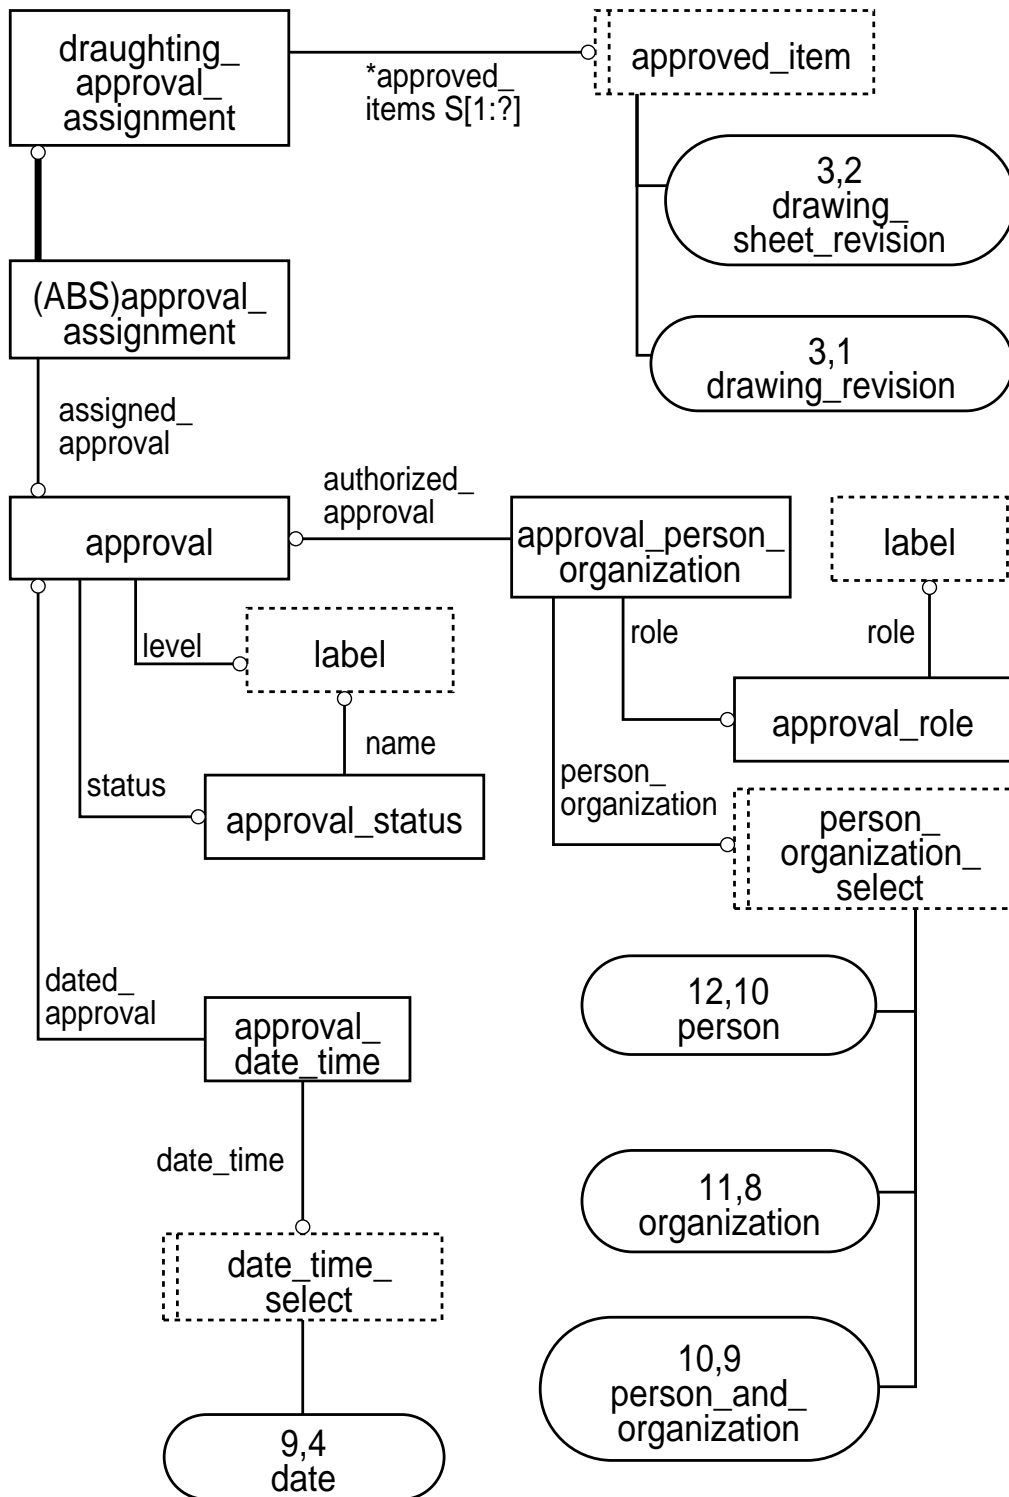 draughting_
approval_
assignment
*approved_
items S[1:?]
approved_item
3,2
drawing_
sheet_revision
(ABS)approval_
assignment
3,1
drawing_revision
assigned_
approval
authorized_
approval
approval
approval_person_
organization
label
level
label
role
role
name
approval_role
status
approval_status
person_
organization
person_
organization_
select
dated_
approval
approval_
date_time
12,10
person
date_time
11,8
organization
date_time_
select
10,9
person_and_
organization
9,4
date